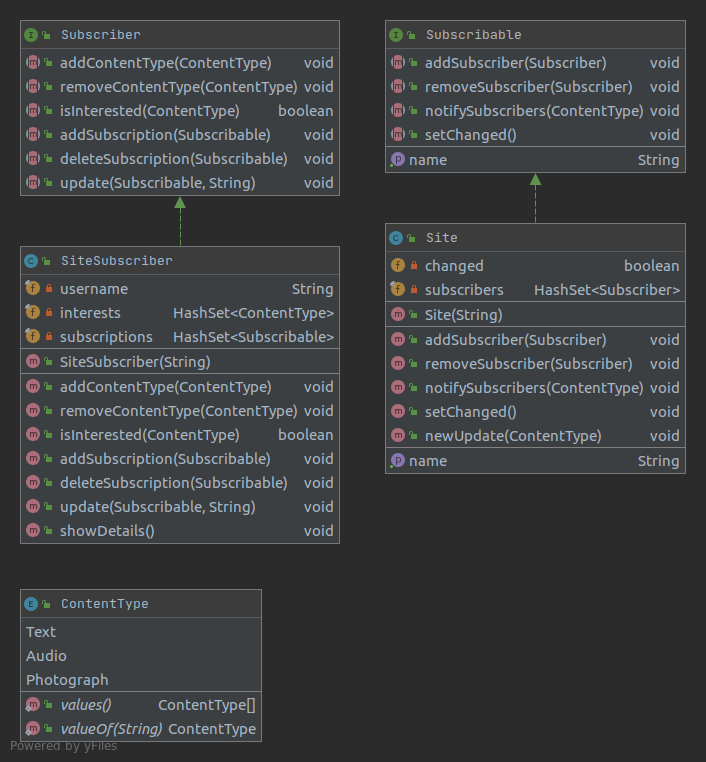 Subscriber
addContentType(ContentType) void
removeContentType(ContentType) void
isInterested(ContentType) boolean
addSubscription(Subscribable) void
deleteSubscription(Subscribable) void
update(Subscribable, String) void
Subscribable
addSubscriber(Subscriber) void
removeSubscriber(Subscriber) void
notifySubscribers(ContentType) void
setChanged() void
name String
SiteSubscriber
username String
interests HashSet<ContentType>
subscriptions HashSet<Subscribable>
SiteSubscriber(String)
addContentType(ContentType) void
removeContentType(ContentType) void
isInterested(ContentType) boolean
addSubscription(Subscribable) void
deleteSubscription(Subscribable) void
update(Subscribable, String) void
showDetails() void
Site
changed boolean
subscribers HashSet<Subscriber>
Site(String)
addSubscriber(Subscriber) void
removeSubscriber(Subscriber) void
notifySubscribers(ContentType) void
setChanged() void
newUpdate(ContentType) void
name String
ContentType
Text
Audio
Photograph
values() ContentType[]
valueOf(String) ContentType
Powered by yFiles